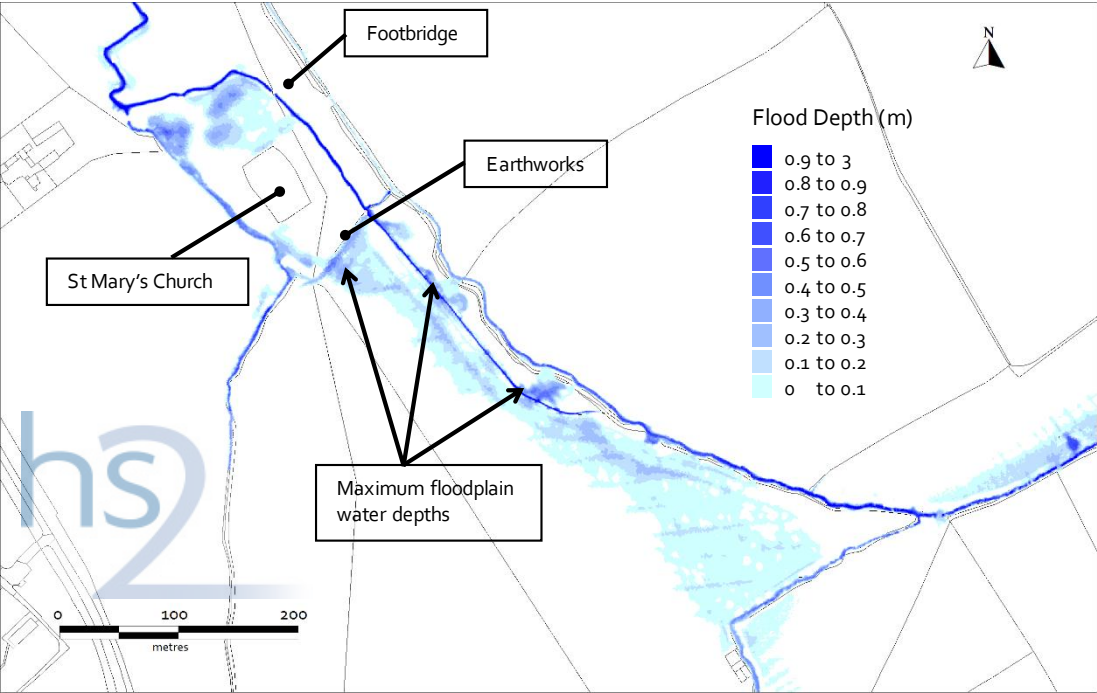 Footbridge
N
Flood Depth (m)
Earthworks
0.9 to 3
0.8 to 0.9
0.7 to 0.8
0.6 to 0.7
0.5 to 0.6
0.4 to 0.5
0.3 to 0.4
0.2 to 0.3
0.1 to 0.2
0 to 0.1
St Mary's Church
Maximum floodplain
water depths
hs2
0 100 200
metres